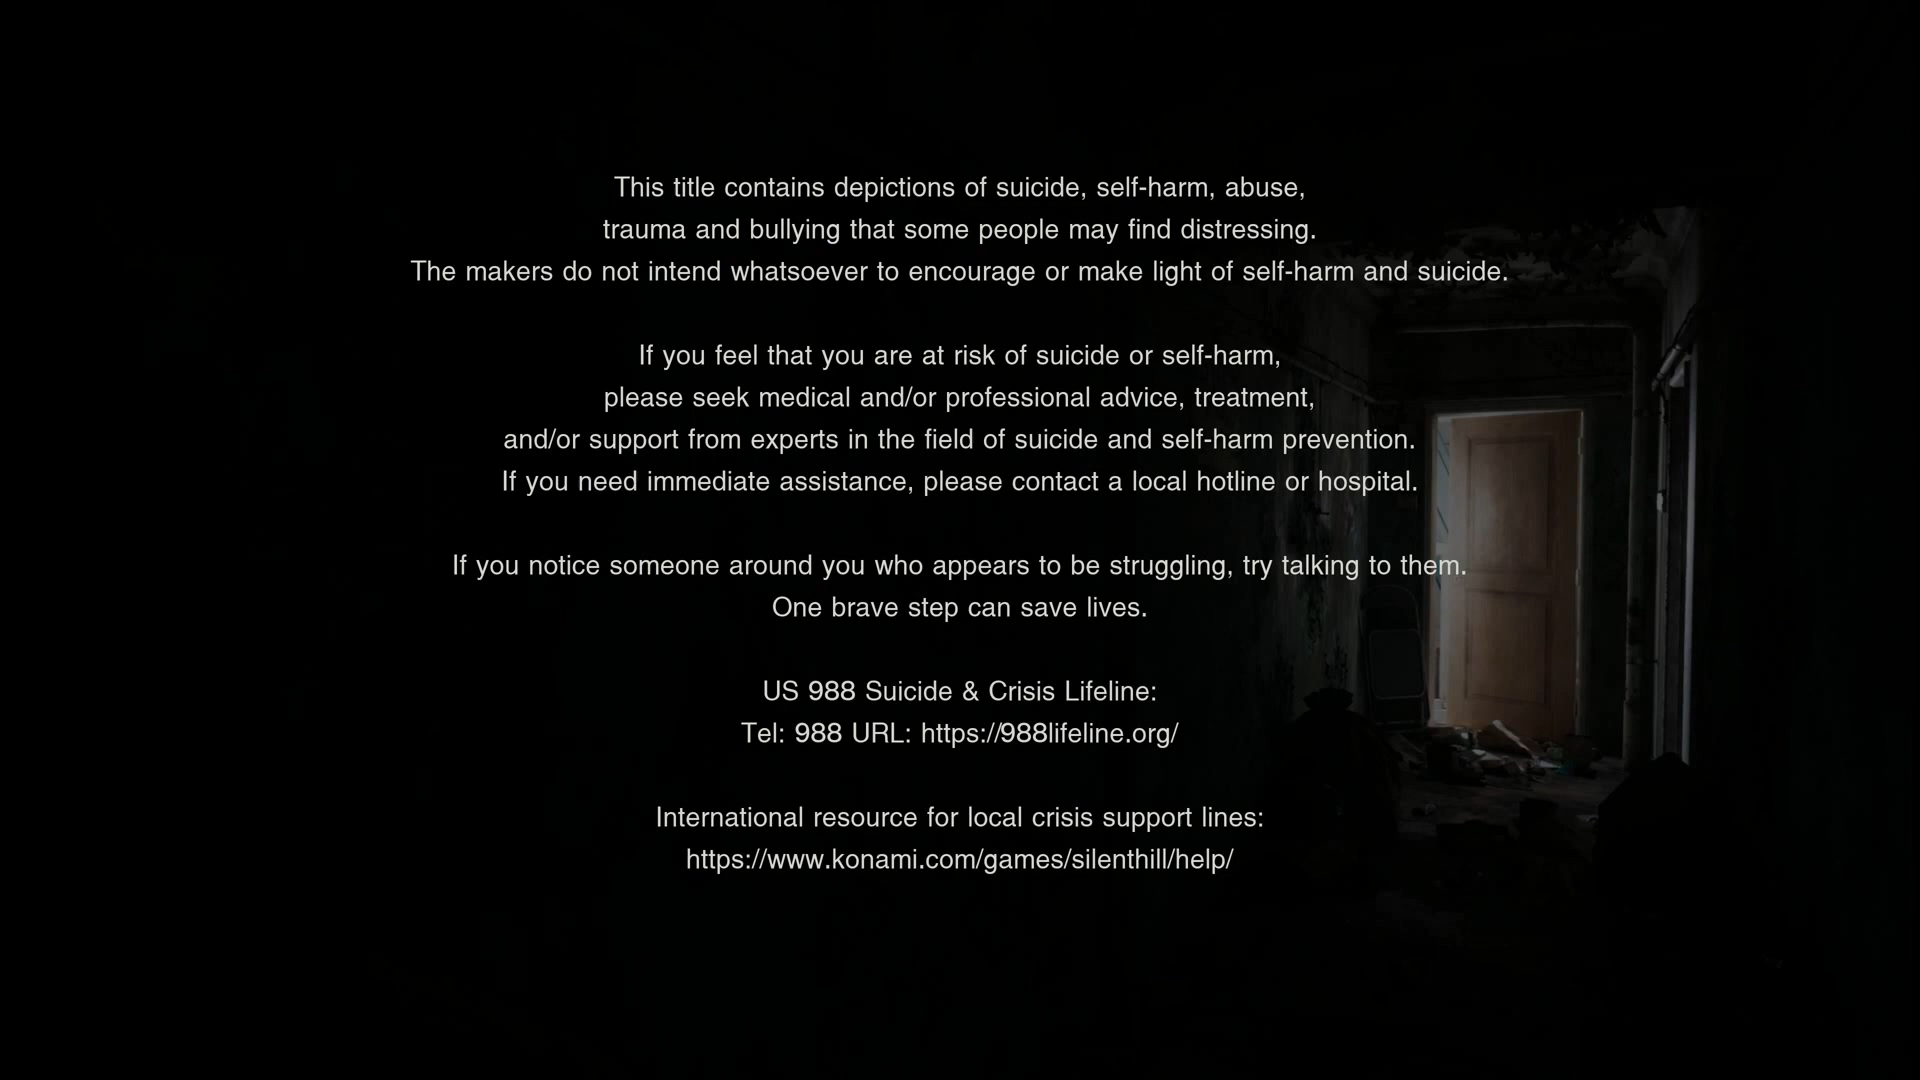 This title contains depictions of suicide, self-harm, abuse,
trauma and bullying that some people may find distressing.
The makers do not intend whatsoever to encourage or make light of self-harm and suicide.
If you feel that you are at risk of suicide or self-harm,
please seek medical and/or professional advice, treatment,
and/or support from experts in the field of suicide and self-harm prevention.
If you need immediate assistance, please contact a local hotline or hospital.
If you notice someone around you who appears to be struggling, try talking to them.
One brave step can save lives.
US 988 Suicide & Crisis Lifeline:
Tel: 988 URL: https://988lifeline.org/
International resource for local crisis support lines:
https://www.konami.com/games/silenthill/help/